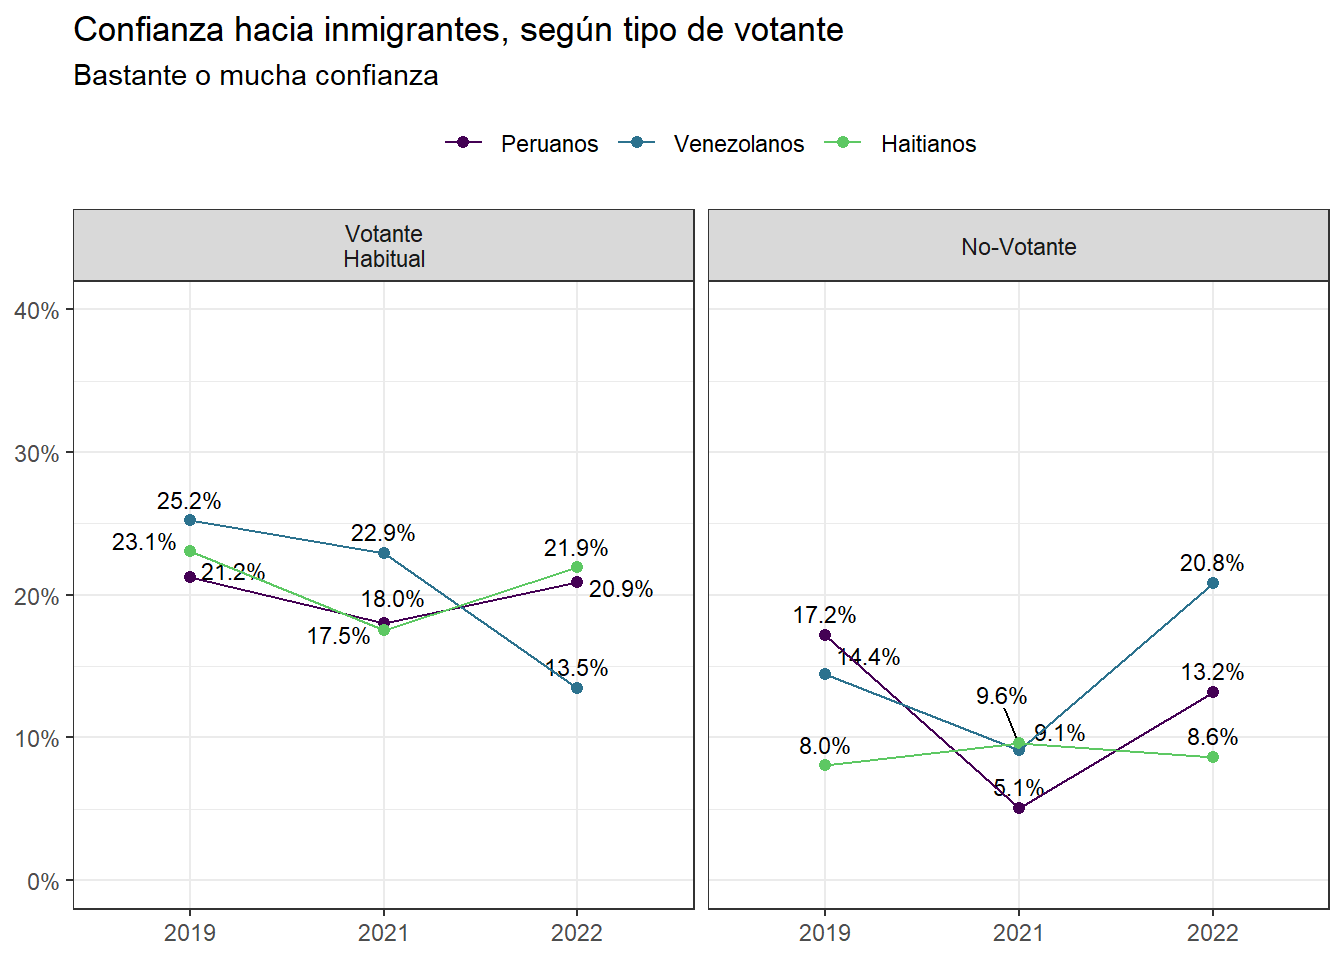 Confianza hacia inmigrantes, según tipo de votante
Bastante o mucha confianza
Peruanos Venezolanos Haitianos
Votante
Habitual
No-Votante
40%
30%
20%
10%
0%
25.2%
23.1%
21.2%
22.9%
18.0%
17.5%
21.9%
20.9%
13.5%
17.2%
14.4%
8.0%
9.6%
9.1%
5.1%
20.8%
13.2%
8.6%
2019 2021 2022
2019 2021 2022